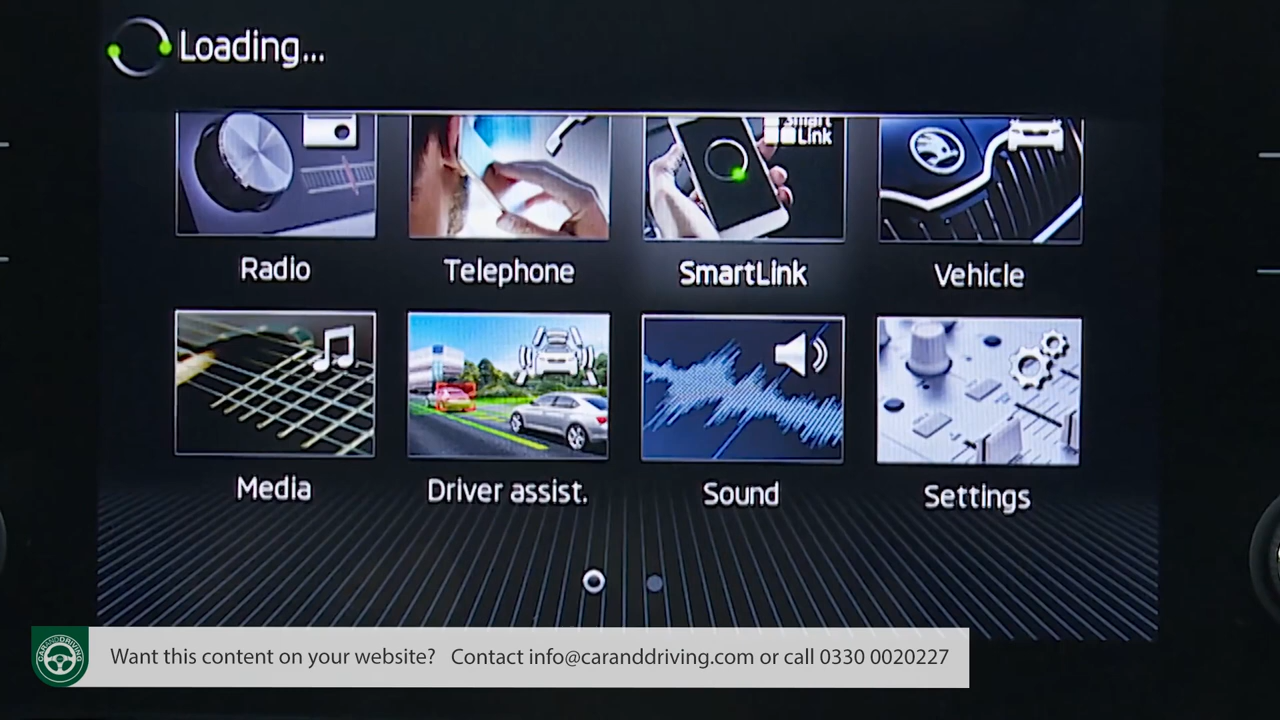 Loading...
Smart
Link
Radio
Telephone
SmartLink
Vehicle
Media
Driver assist.
Sound
Settings
CARANDDRIVING
Want this content on your website? Contact info@caranddriving.com or call 0330 0020227